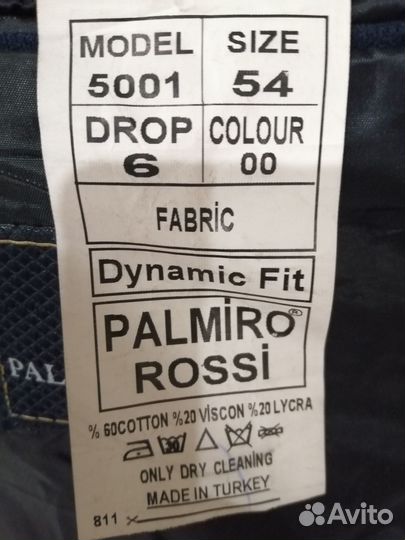 MODEL SIZE
5001 54
DROP COLOUR
6 00
FABRİC
Dynamic Fit
PALMİRO®
ROSSİ
% 60COTTON %20 VİSCON %20 LYCRA
ONLY DRY CLEANING
MADE IN TURKEY
811
PAL
Avito